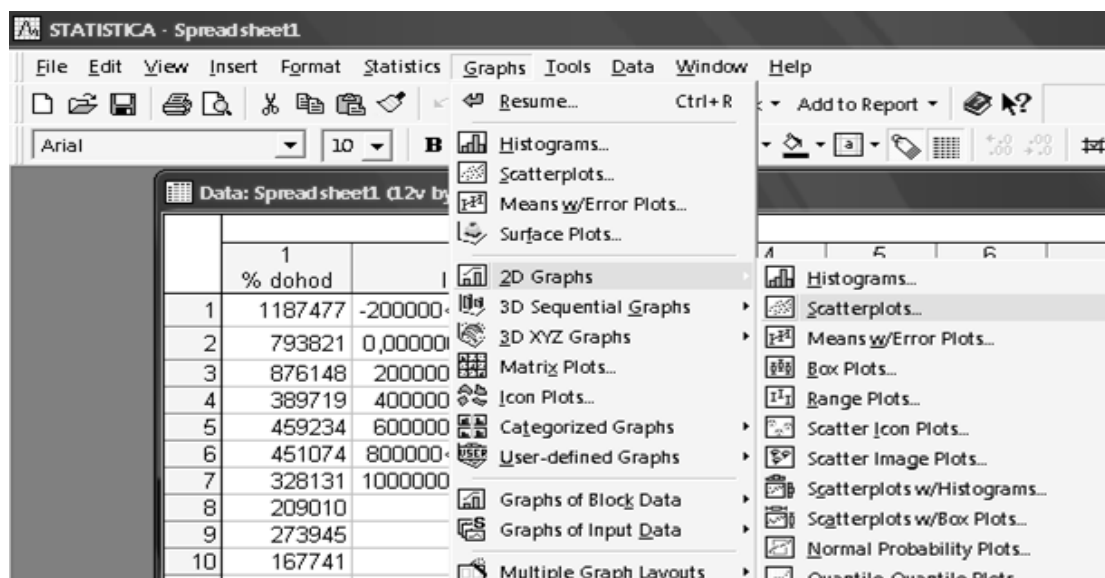 STATISTICA - Spreadsheet1
File Edit View Insert Format Statistics Graphs Tools Data Window Help
Add to Report
Arial 10 B
Resume... Ctrl+R
Histograms...
Scatterplots...
Means w/Error Plots...
Surface Plots...
2D Graphs
3D Sequential Graphs
3D XYZ Graphs
Matrix Plots...
Icon Plots...
Categorized Graphs
User-defined Graphs
Graphs of Block Data
Graphs of Input Data
Multiple Graph Layouts
Histograms...
Scatterplots...
Means w/Error Plots...
Box Plots...
Range Plots...
Scatter Icon Plots...
Scatter Image Plots...
Scatterplots w/Histograms...
Scatterplots w/Box Plots...
Normal Probability Plots...
Quantile-Quantile Plots
Data: Spreadsheet1 (12v by
1 4 5 6
% dohod
1 1187477 -200000
2 793821 0,00000
3 876148 200000
4 389719 400000
5 459234 600000
6 451074 800000
7 328131 1000000
8 209010
9 273945
10 167741